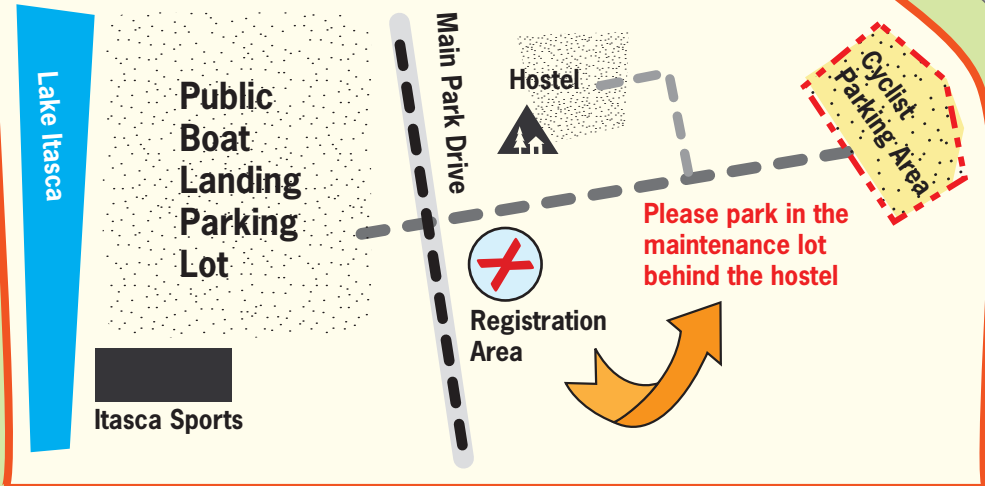 Lake Itasca
Public
Boat
Landing
Parking
Lot
Itasca Sports
Main Park Drive
Hostel
Registration
Area
Please park in the
maintenance lot
behind the hostel
Cyclist
Parking Area